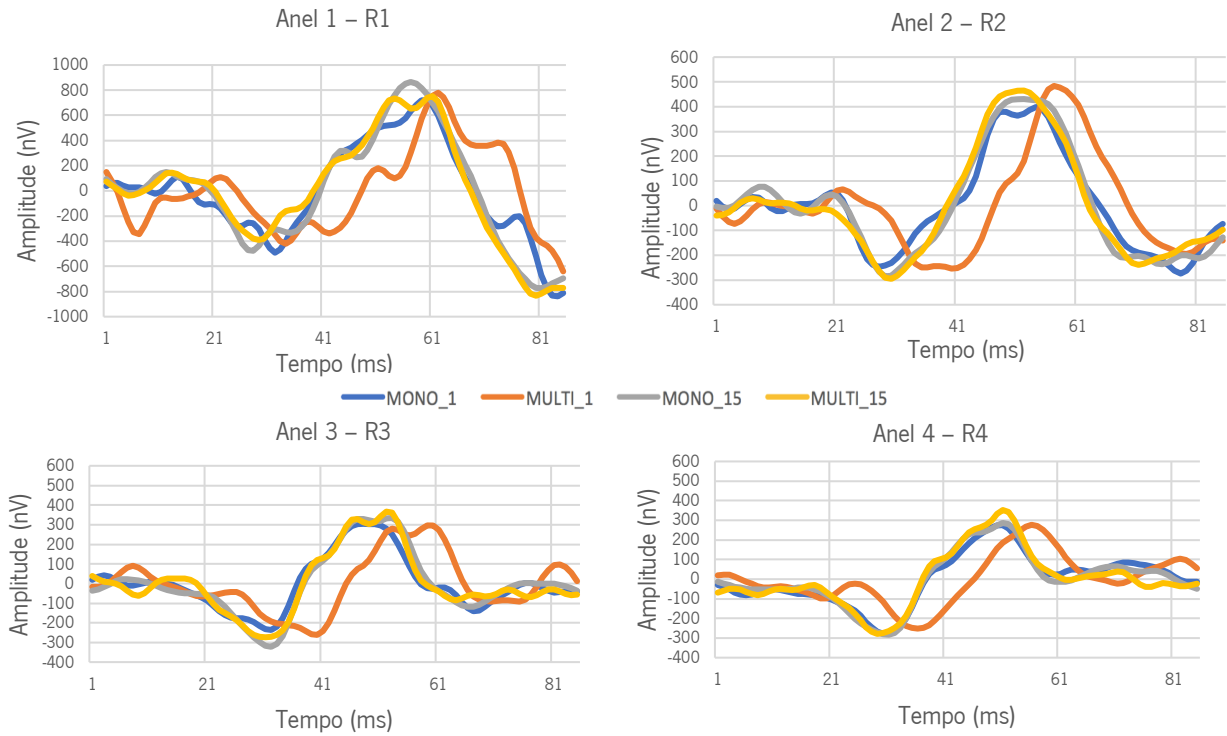 Anel 1 – R1
1000
800
600
400
200
0
-200
-400
-600
-800
-1000
Amplitude (nV)
1 21 41 61 81
Tempo (ms)
Anel 2 – R2
600
500
400
300
200
100
0
-100
-200
-300
-400
Amplitude (nV)
1 21 41 61 81
Tempo (ms)
MONO_1 MULTI_1 MONO_15 MULTI_15
Anel 3 – R3
600
500
400
300
200
100
0
-100
-200
-300
-400
Amplitude (nV)
1 21 41 61 81
Tempo (ms)
Anel 4 – R4
600
500
400
300
200
100
0
-100
-200
-300
-400
Amplitude (nV)
1 21 41 61 81
Tempo (ms)